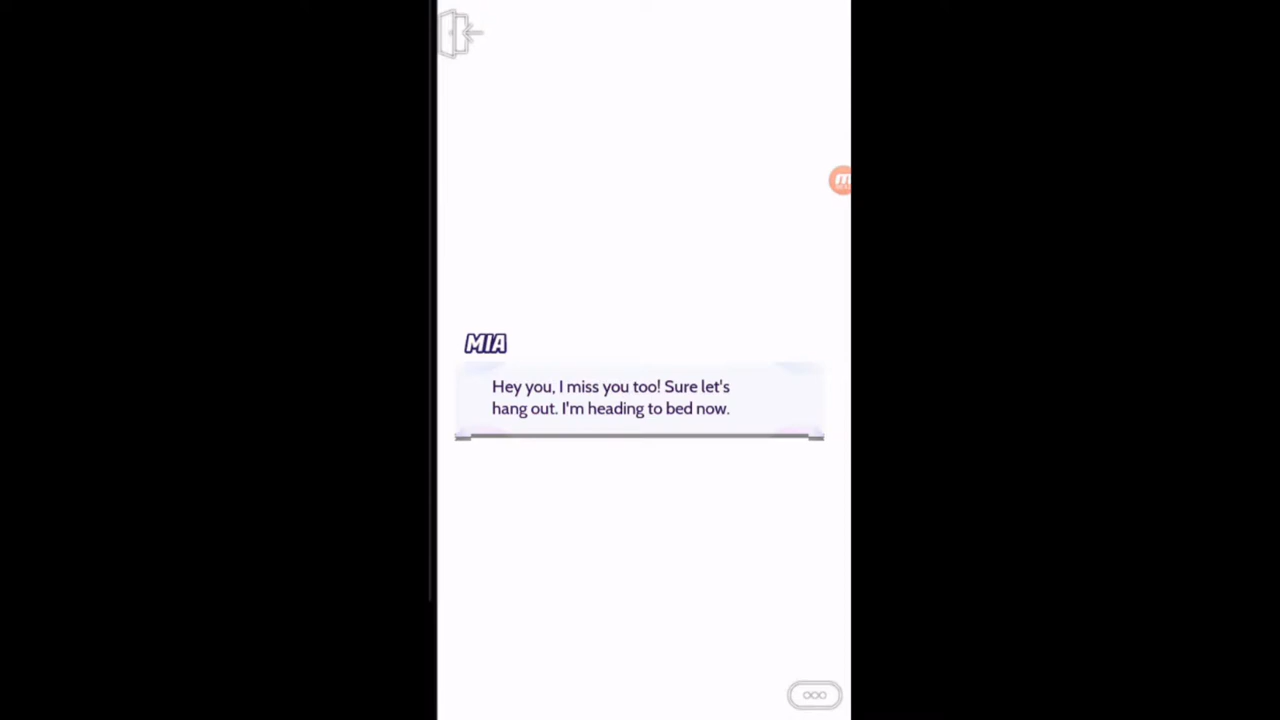 MIA
Hey you, I miss you too! Sure let's
hang out. I'm heading to bed now.